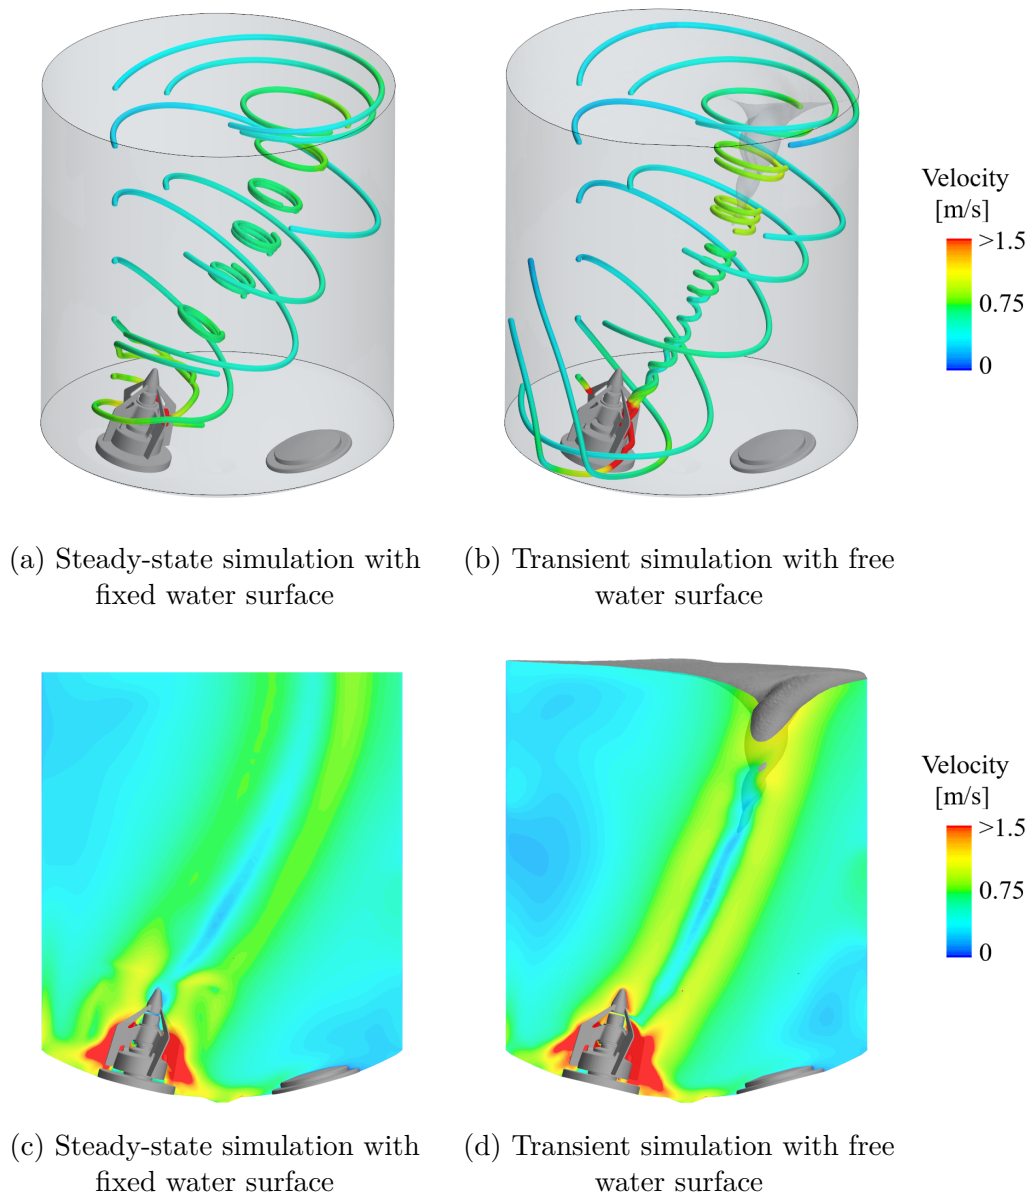 Velocity
[m/s]
>1.5
0.75
0
(a) Steady-state simulation with
fixed water surface
(b) Transient simulation with free
water surface
Velocity
[m/s]
>1.5
0.75
0
(c) Steady-state simulation with
fixed water surface
(d) Transient simulation with free
water surface